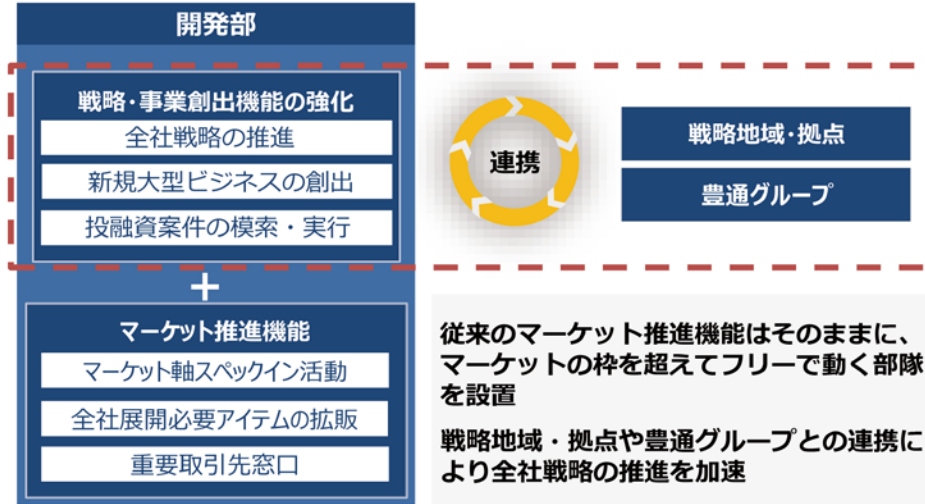 開発部
戦略・事業創出機能の強化
全社戦略の推進
新規大型ビジネスの創出
投融資案件の模索・実行
連携
戦略地域・拠点
豊通グループ
+
マーケット推進機能
マーケット軸スペックイン活動
全社展開必要アイテムの拡販
重要取引先窓口
従来のマーケット推進機能はそのままに、
マーケットの枠を超えてフリーで動く部隊
を設置
戦略地域・拠点や豊通グループとの連携に
より全社戦略の推進を加速